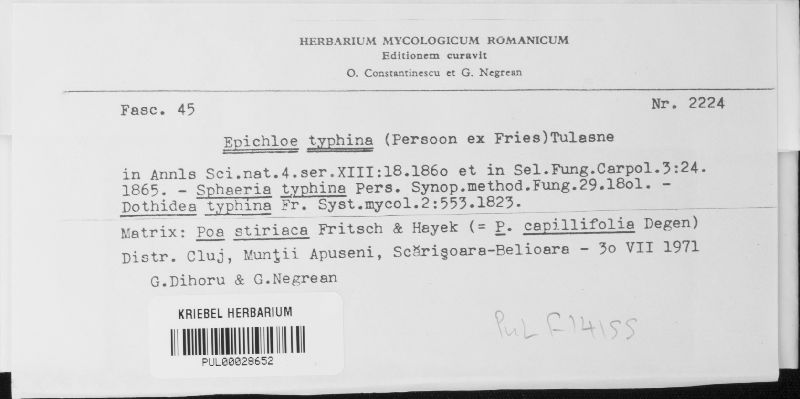 HERBARIUM MYCOLOGICUM ROMANICUM
Editionem curavit
O. Constantinescu et G. Negrean
Fasc. 45 Nr. 2224
Epichloe typhina (Persoon ex Fries)Tulasne
in Annls Sci.nat.4.ser.XIII:18.186o et in Sel.Fung.Carpol.3:24.
1865. - Sphaeria typhina Pers. Synop.method.Fung.29.18o1. -
Dothidea typhina Fr. Syst.mycol.2:553.1823.
Matrix: Poa stiriaca Fritsch & Hayek (= P. capillifolia Degen)
Distr. Cluj, Munţii Apuseni, Scărişoara-Belioara - 3o VII 1971
G.Dihoru & G.Negrean
KRIEBEL HERBARIUM
PUL00028652
PUL F14155